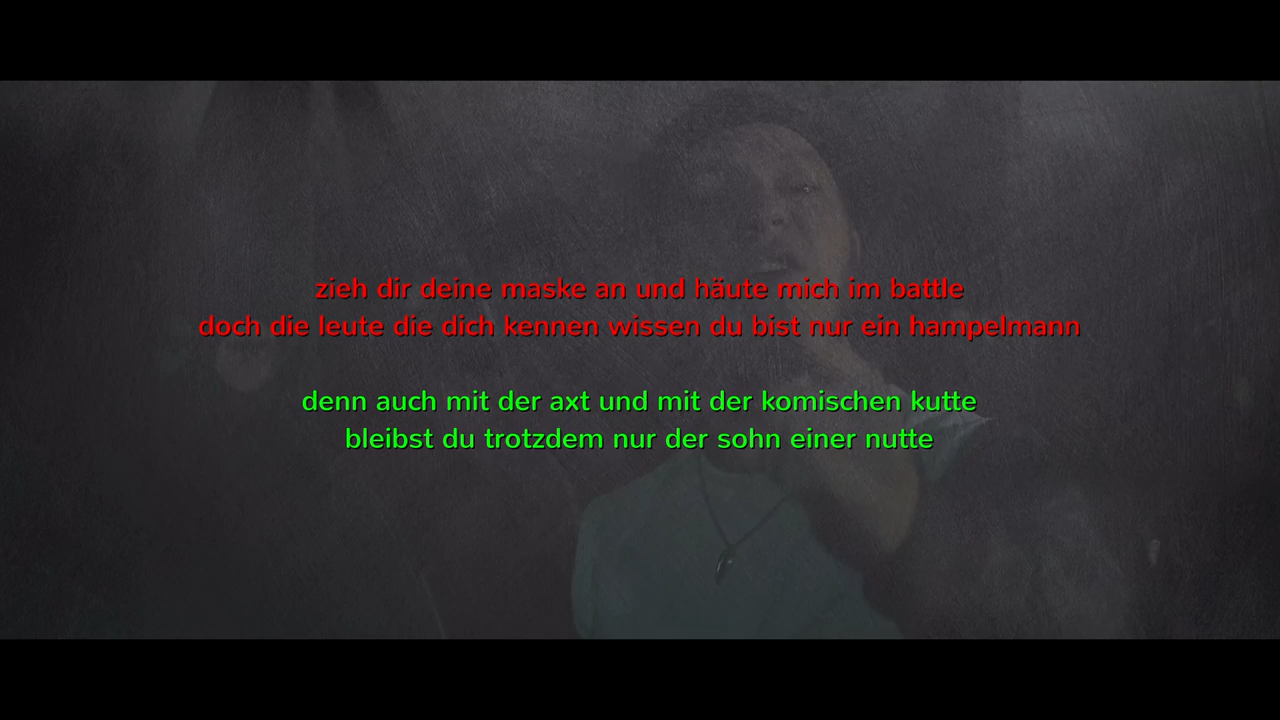 zieh dir deine maske an und häute mich im battle
doch die leute die dich kennen wissen du bist nur ein hampelmann
denn auch mit der axt und mit der komischen kutte
bleibst du trotzdem nur der sohn einer nutte